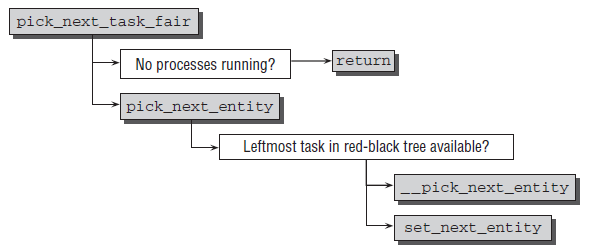 pick_next_task_fair
No processes running?
return
pick_next_entity
Leftmost task in red-black tree available?
__pick_next_entity
set_next_entity